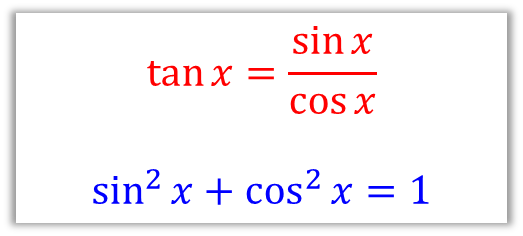 tan x = sin x / cos x
sin² x + cos² x = 1